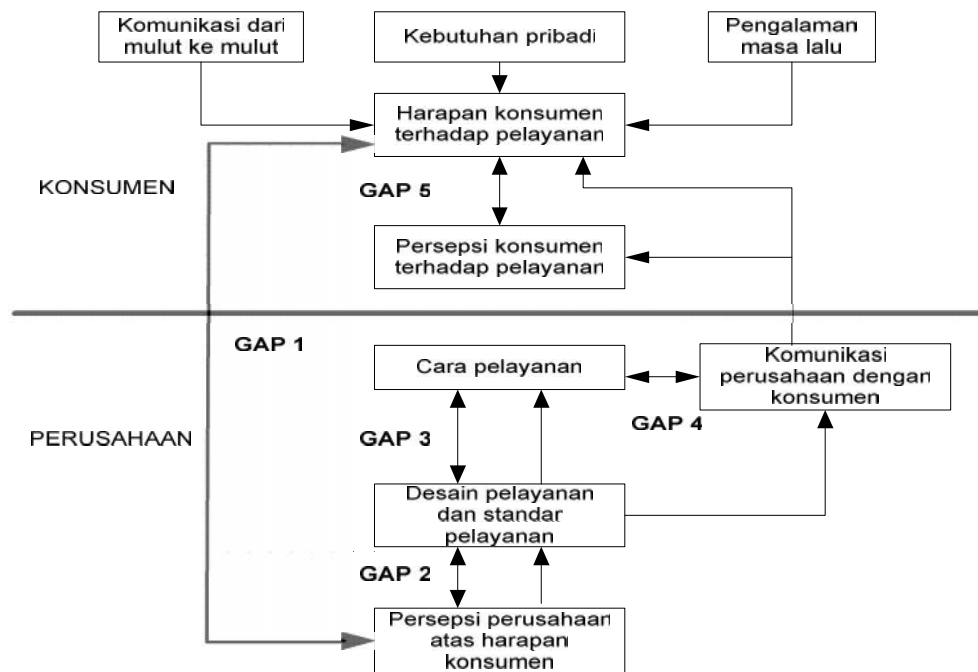 Komunikasi dari
mulut ke mulut
Kebutuhan pribadi
Pengalaman
masa lalu
Harapan konsumen
terhadap pelayanan
KONSUMEN
GAP 5
Persepsi konsumen
terhadap pelayanan
GAP 1
Cara pelayanan
Komunikasi
perusahaan dengan
konsumen
PERUSAHAAN
GAP 3
GAP 4
Desain pelayanan
dan standar
pelayanan
GAP 2
Persepsi perusahaan
atas harapan
konsumen